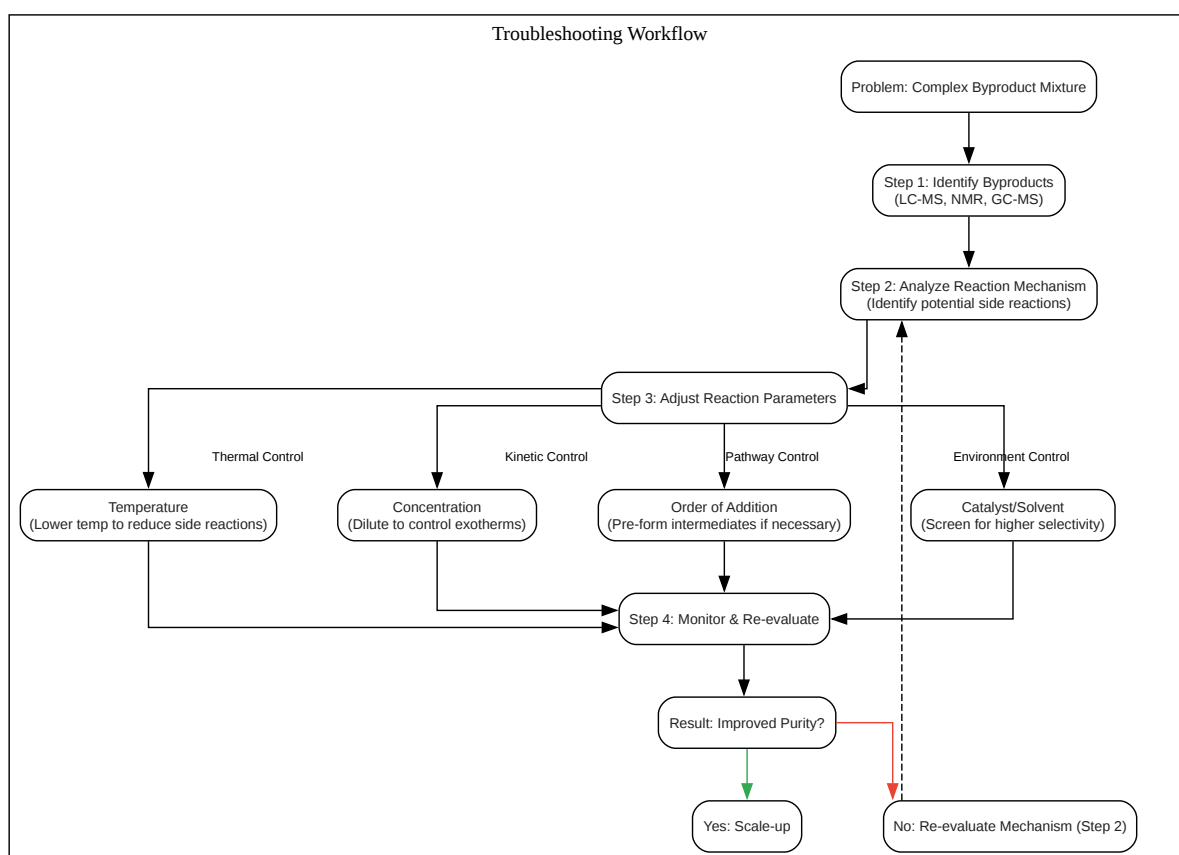 Troubleshooting Workflow
Problem: Complex Byproduct Mixture
Step 1: Identify Byproducts
(LC-MS, NMR, GC-MS)
Step 2: Analyze Reaction Mechanism
(Identify potential side reactions)
Step 3: Adjust Reaction Parameters
Thermal Control
Kinetic Control
Pathway Control
Environment Control
Temperature
(Lower temp to reduce side reactions)
Concentration
(Dilute to control exotherms)
Order of Addition
(Pre-form intermediates if necessary)
Catalyst/Solvent
(Screen for higher selectivity)
Step 4: Monitor & Re-evaluate
Result: Improved Purity?
Yes: Scale-up
No: Re-evaluate Mechanism (Step 2)